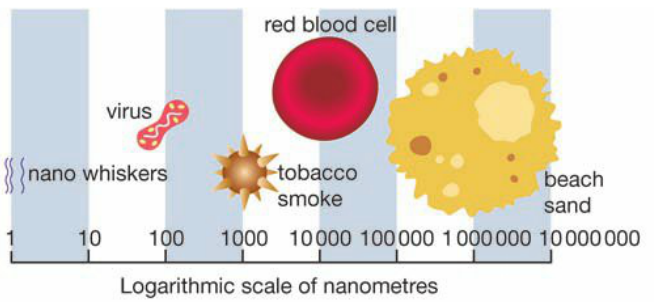 red blood cell
virus
nano whiskers
tobacco
smoke
beach
sand
1 10 100 1000 10 000 100 000 1 000 000 10 000 000
Logarithmic scale of nanometres